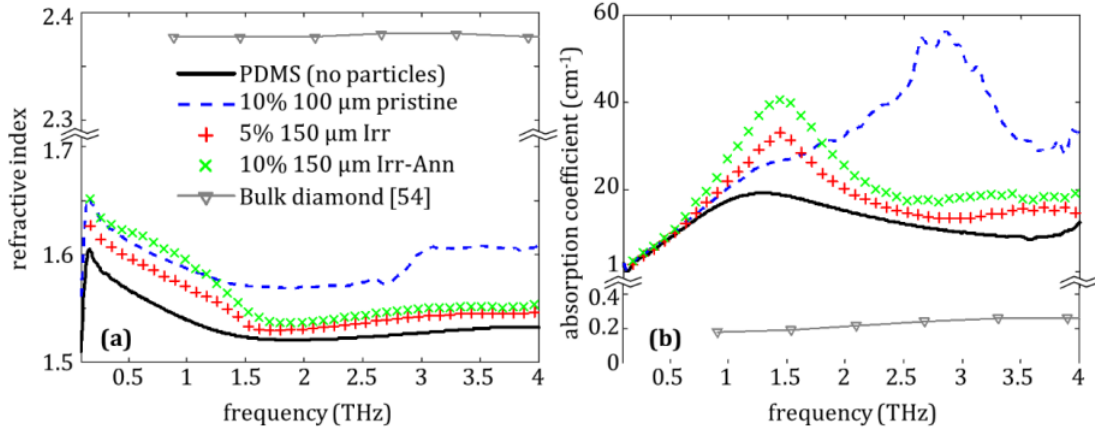 2.4
2.3
1.7
1.6
1.5
refractive index
PDMS (no particles)
10% 100 μm pristine
5% 150 μm Irr
10% 150 μm Irr-Ann
Bulk diamond [54]
(a)
0.5 1 1.5 2 2.5 3 3.5 4
frequency (THz)
60
40
20
1
0.4
0.2
0
absorption coefficient (cm⁻¹)
(b)
0.5 1 1.5 2 2.5 3 3.5 4
frequency (THz)